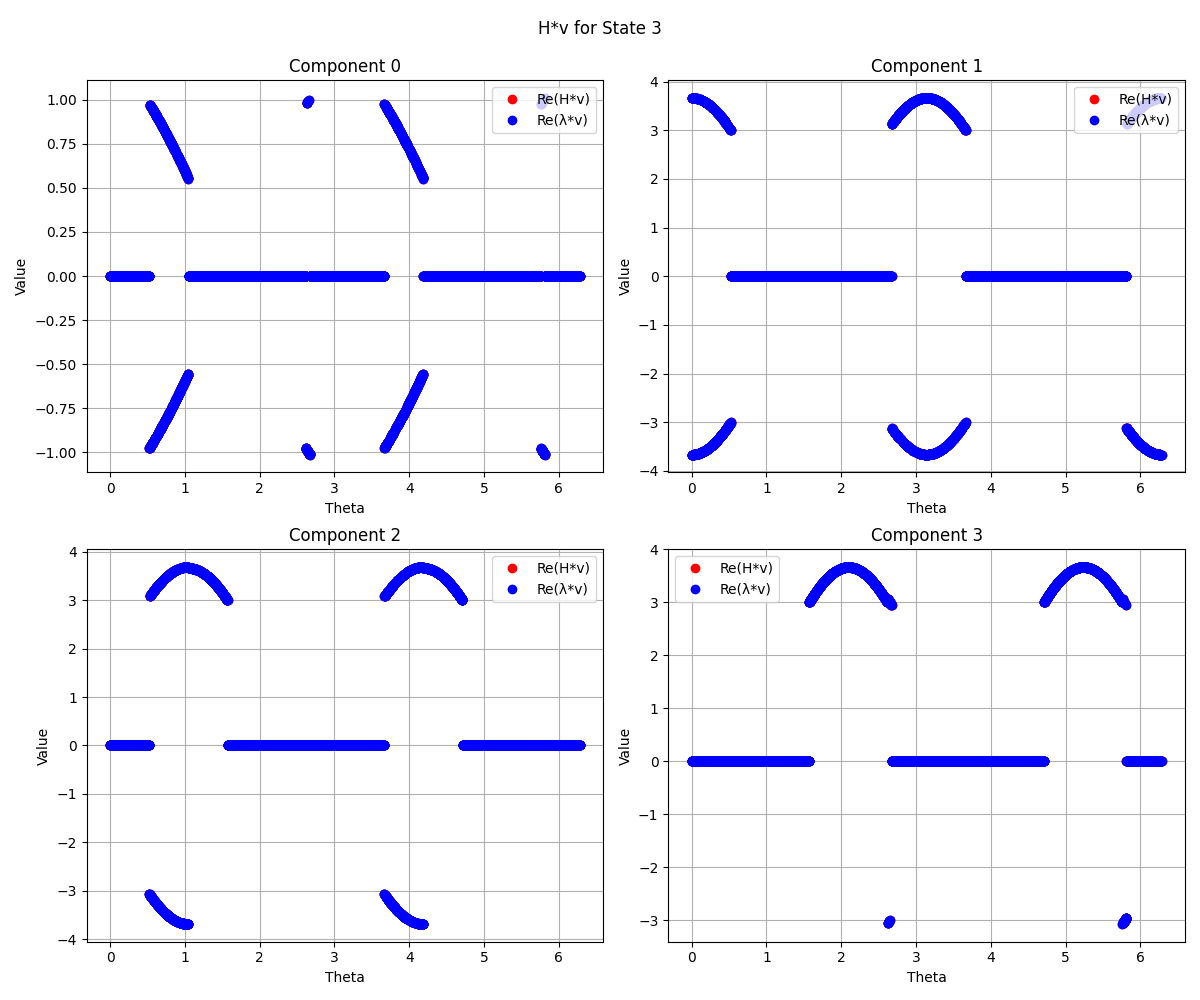 H*v for State 3
Component 0
1.00
0.75
0.50
0.25
0.00
−0.25
−0.50
−0.75
−1.00
Value
0 1 2 3 4 5 6
Theta
Re(H*v)
Re(λ*v)
Component 1
4
3
2
1
0
−1
−2
−3
−4
Value
0 1 2 3 4 5 6
Theta
Re(H*v)
Re(λ*v)
Component 2
4
3
2
1
0
−1
−2
−3
−4
Value
0 1 2 3 4 5 6
Theta
Re(H*v)
Re(λ*v)
Component 3
4
3
2
1
0
−1
−2
−3
Value
0 1 2 3 4 5 6
Theta
Re(H*v)
Re(λ*v)